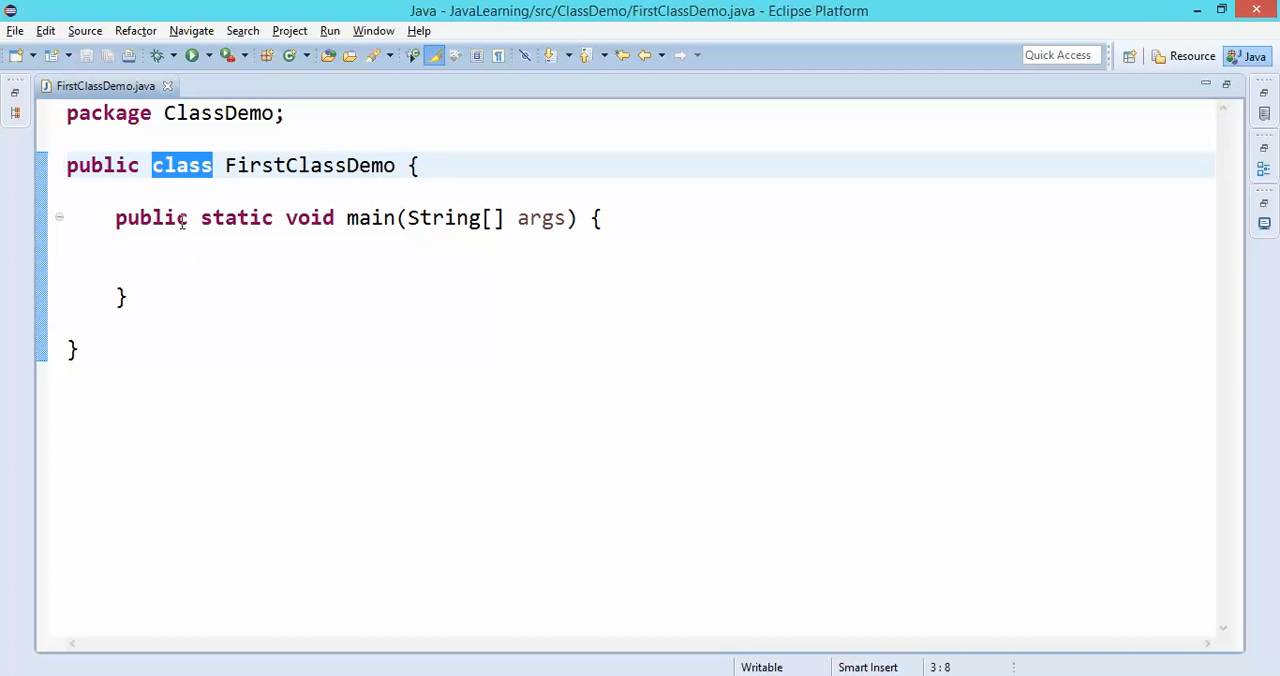 Java - JavaLearning/src/ClassDemo/FirstClassDemo.java - Eclipse Platform
File Edit Source Refactor Navigate Search Project Run Window Help
Quick Access Resource Java
FirstClassDemo.java
package ClassDemo;
public class FirstClassDemo {
public static void main(String[] args) {
}
}
Writable Smart Insert 3 : 8